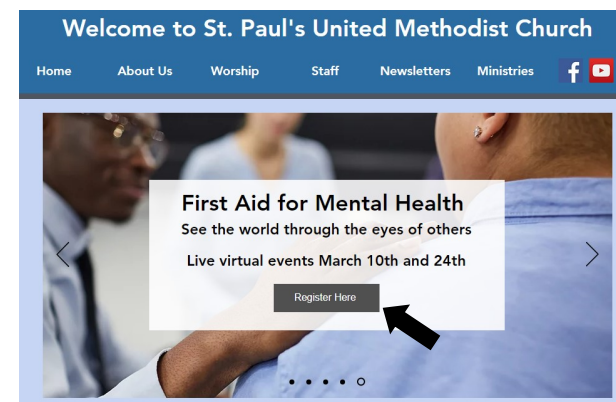 Welcome to St. Paul's United Methodist Church
Home About Us Worship Staff Newsletters Ministries f
First Aid for Mental Health
See the world through the eyes of others
Live virtual events March 10th and 24th
Register Here